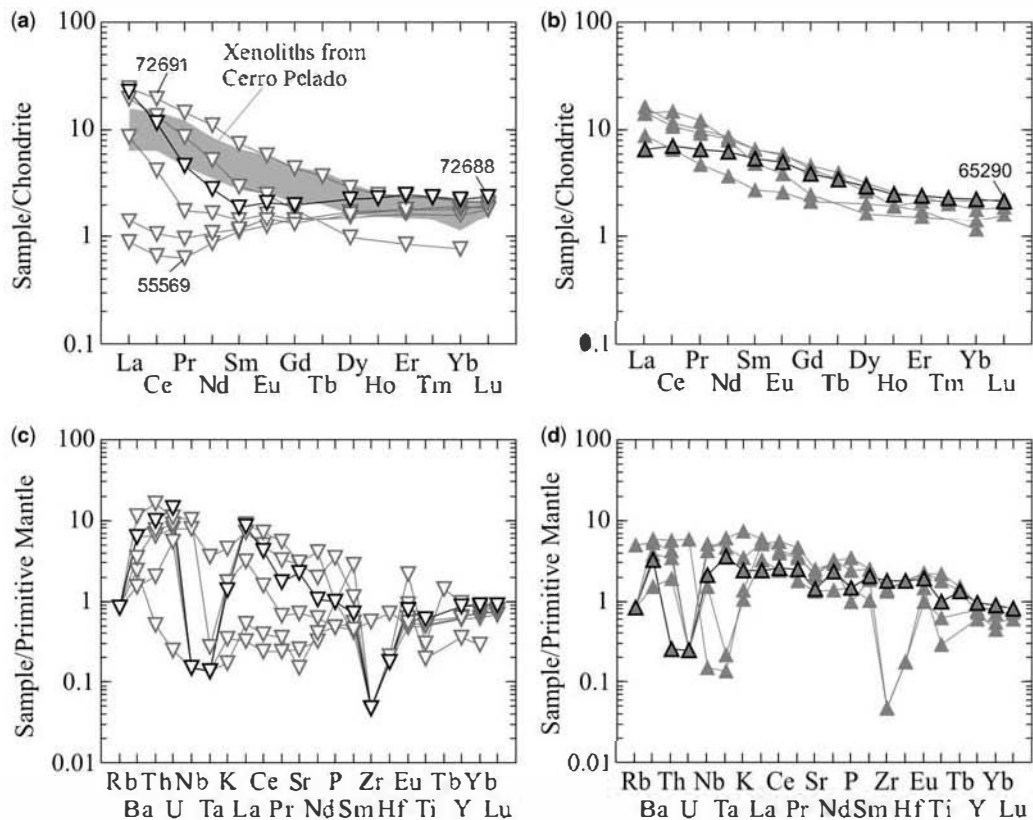 (a)
100
10
1
0.1
Sample/Chondrite
72691
Xenoliths from
Cerro Pelado
72688
55569
La Pr Sm Gd Dy Er Yb
Ce Nd Eu Tb Ho Tm Lu
(b)
100
10
1
0.1
Sample/Chondrite
65290
La Pr Sm Gd Dy Er Yb
Ce Nd Eu Tb Ho Tm Lu
(c)
100
10
1
0.1
0.01
Sample/Primitive Mantle
Rb Th Nb K Ce Sr P Zr Eu Tb Yb
Ba U Ta La Pr Nd Sm Hf Ti Y Lu
(d)
100
10
1
0.1
0.01
Sample/Primitive Mantle
Rb Th Nb K Ce Sr P Zr Eu Tb Yb
Ba U Ta La Pr Nd Sm Hf Ti Y Lu